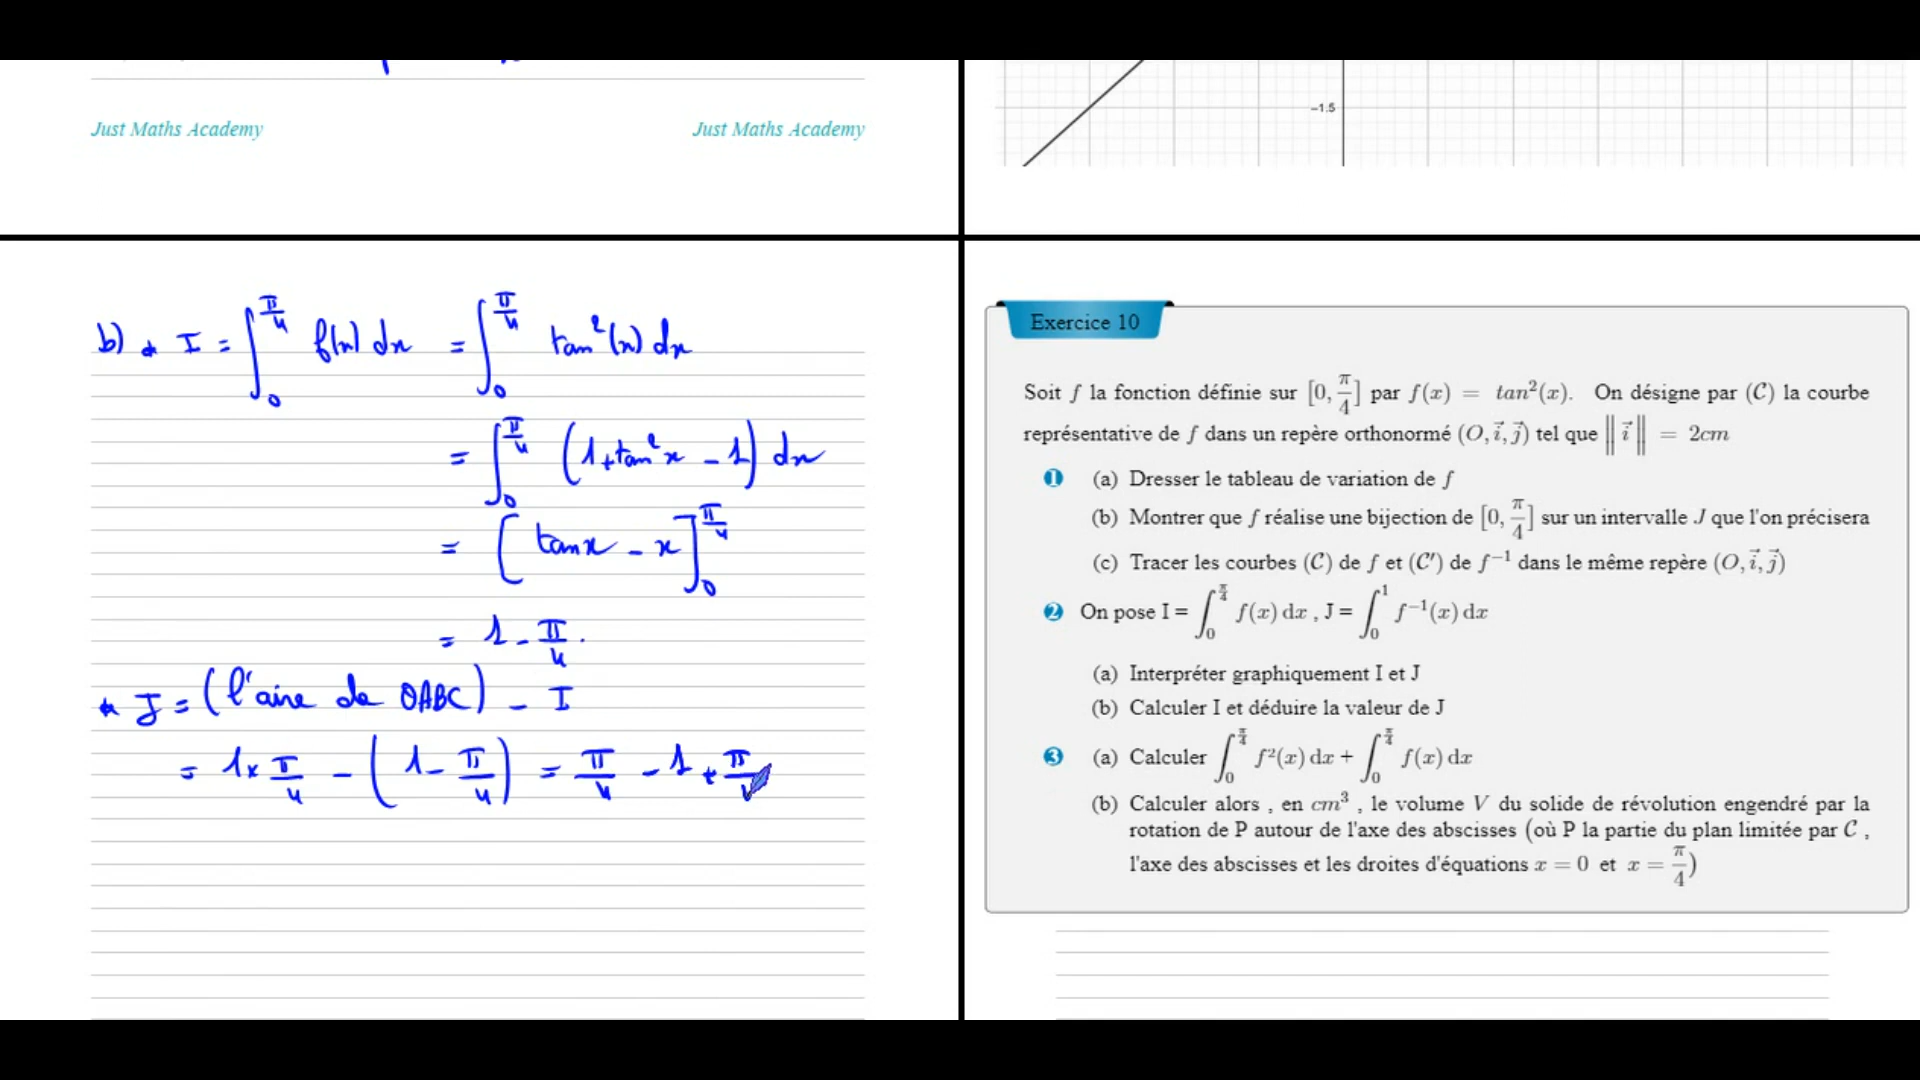 Just Maths Academy
Just Maths Academy
b) * I = ∫₀^{π/4} f(x) dx = ∫₀^{π/4} tan²(x) dx
= ∫₀^{π/4} (1+tan²x - 1) dx
= [tanx - x]₀^{π/4}
= 1 - π/4.
* J = (l'aire de OABC) - I
= 1 × π/4 - (1 - π/4) = π/4 - 1 + π/4
-1.5
Exercice 10
Soit f la fonction définie sur [0, π/4] par f(x) = tan²(x). On désigne par (C) la courbe
représentative de f dans un repère orthonormé (O, i⃗, j⃗) tel que ‖ i⃗ ‖ = 2cm
1 (a) Dresser le tableau de variation de f
(b) Montrer que f réalise une bijection de [0, π/4] sur un intervalle J que l'on précisera
(c) Tracer les courbes (C) de f et (C') de f⁻¹ dans le même repère (O, i⃗, j⃗)
2 On pose I = ∫₀^{π/4} f(x) dx , J = ∫₀¹ f⁻¹(x) dx
(a) Interpréter graphiquement I et J
(b) Calculer I et déduire la valeur de J
3 (a) Calculer ∫₀^{π/4} f²(x) dx + ∫₀^{π/4} f(x) dx
(b) Calculer alors , en cm³ , le volume V du solide de révolution engendré par la
rotation de P autour de l'axe des abscisses (où P la partie du plan limitée par C ,
l'axe des abscisses et les droites d'équations x = 0 et x = π/4)